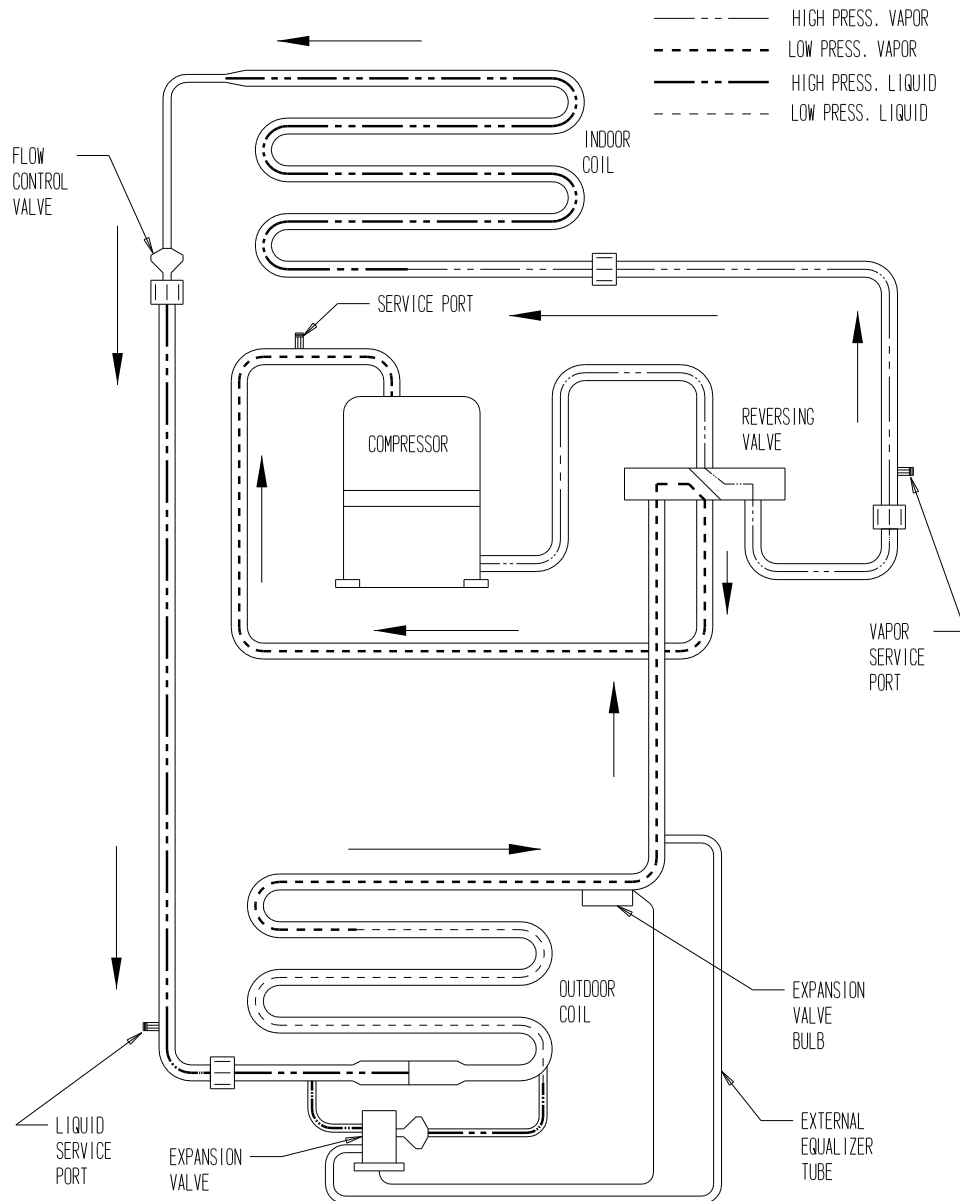 HIGH PRESS. VAPOR
LOW PRESS. VAPOR
HIGH PRESS. LIQUID
LOW PRESS. LIQUID
INDOOR
COIL
FLOW
CONTROL
VALVE
SERVICE PORT
COMPRESSOR
REVERSING
VALVE
VAPOR
SERVICE
PORT
OUTDOOR
COIL
EXPANSION
VALVE
BULB
LIQUID
SERVICE
PORT
EXPANSION
VALVE
EXTERNAL
EQUALIZER
TUBE